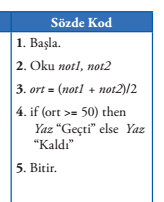 Sözde Kod
1. Başla.
2. Oku not1, not2
3. ort = (not1 + not2)/2
4. if (ort >= 50) then
Yaz “Geçti” else Yaz
“Kaldı”
5. Bitir.